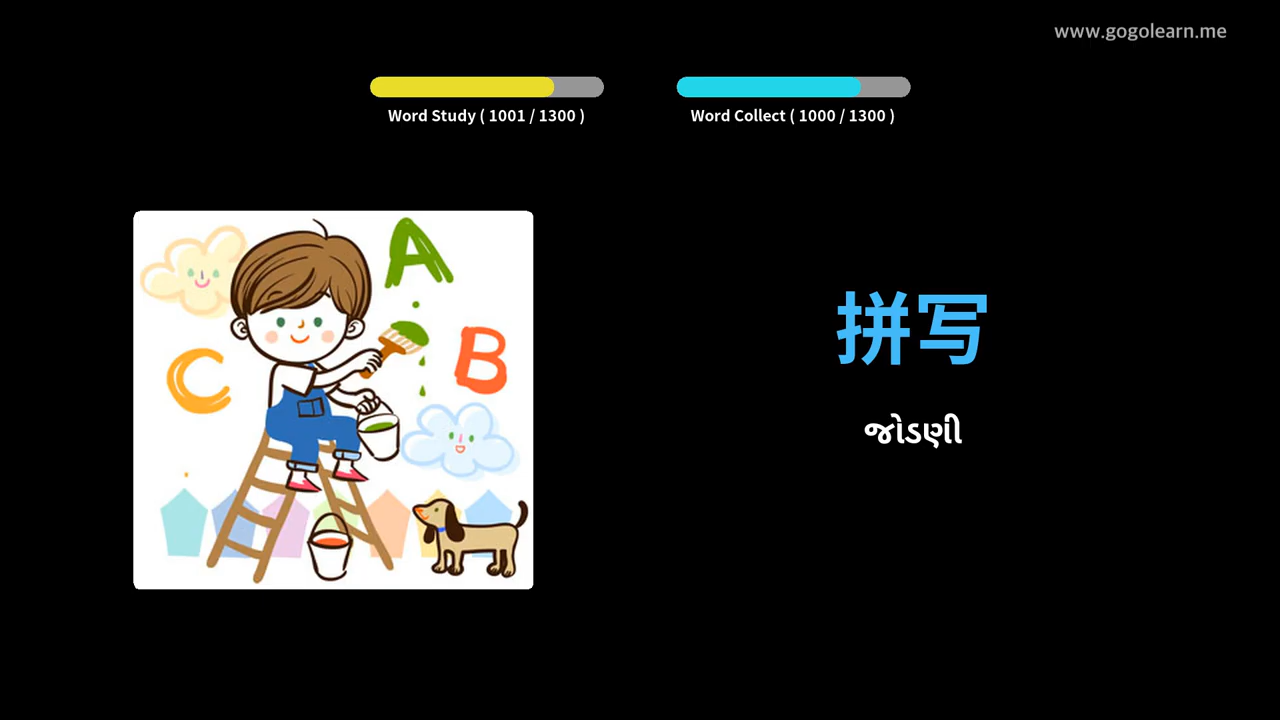 www.gogolearn.me
Word Study ( 1001 / 1300 )
Word Collect ( 1000 / 1300 )
A
B
C
拼写
જોડણી